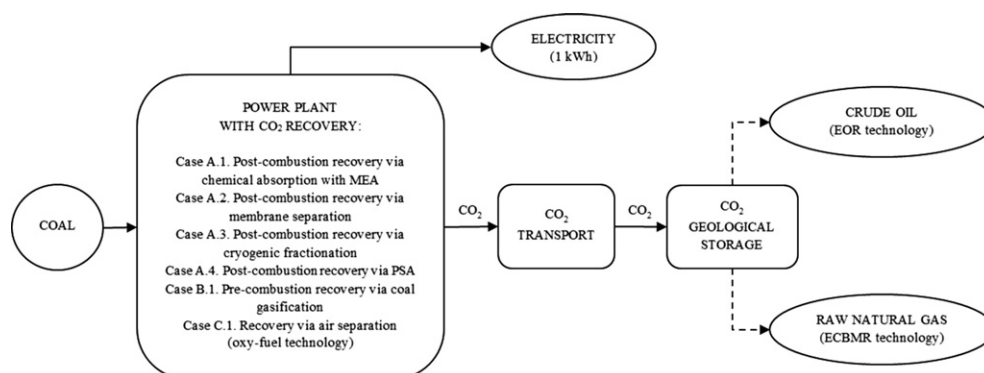 ELECTRICITY
(1 kWh)
POWER PLANT
WITH CO₂ RECOVERY:
Case A.1. Post-combustion recovery via
chemical absorption with MEA
Case A.2. Post-combustion recovery via
membrane separation
Case A.3. Post-combustion recovery via
cryogenic fractionation
Case A.4. Post-combustion recovery via PSA
Case B.1. Pre-combustion recovery via coal
gasification
Case C.1. Recovery via air separation
(oxy-fuel technology)
COAL
CO₂
CO₂
TRANSPORT
CO₂
CO₂
GEOLOGICAL
STORAGE
CRUDE OIL
(EOR technology)
RAW NATURAL GAS
(ECBMR technology)